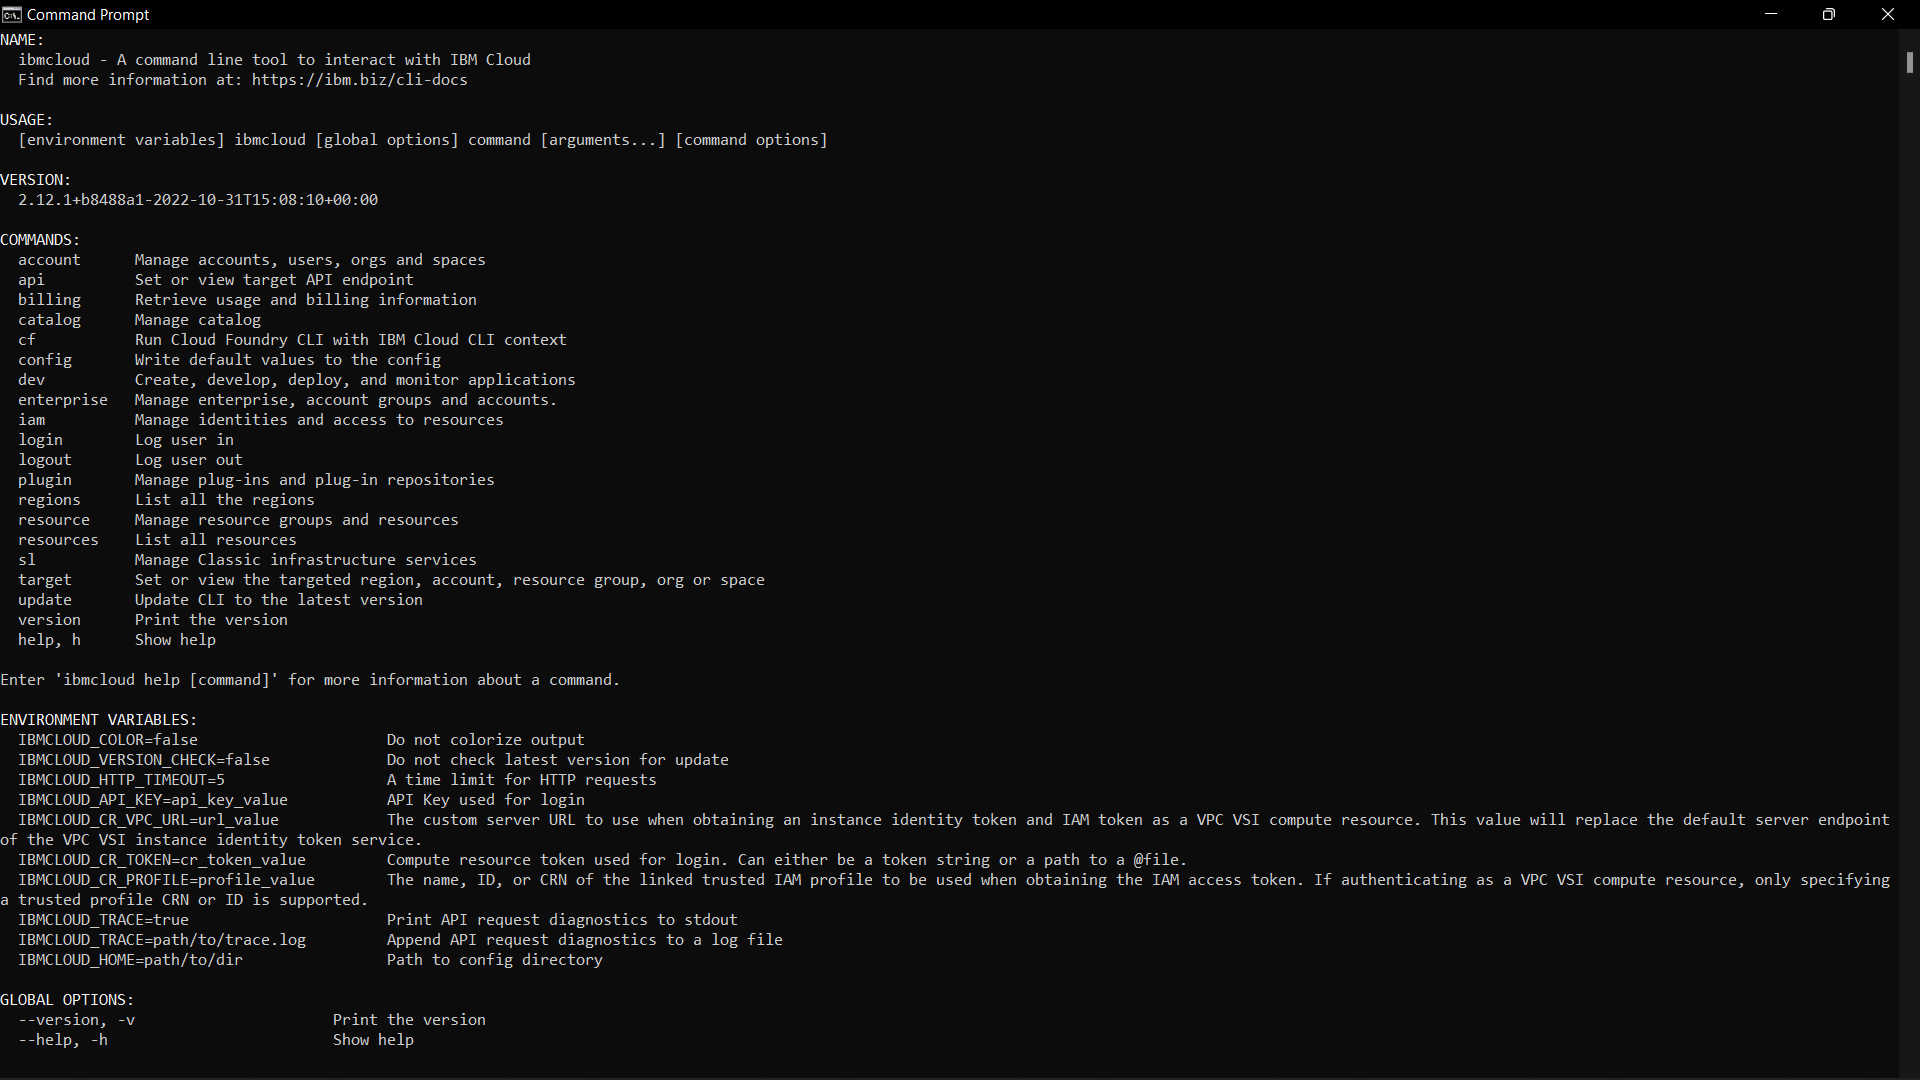 Command Prompt
NAME:
  ibmcloud - A command line tool to interact with IBM Cloud
  Find more information at: https://ibm.biz/cli-docs

USAGE:
  [environment variables] ibmcloud [global options] command [arguments...] [command options]

VERSION:
  2.12.1+b8488a1-2022-10-31T15:08:10+00:00

COMMANDS:
  account      Manage accounts, users, orgs and spaces
  api          Set or view target API endpoint
  billing      Retrieve usage and billing information
  catalog      Manage catalog
  cf           Run Cloud Foundry CLI with IBM Cloud CLI context
  config       Write default values to the config
  dev          Create, develop, deploy, and monitor applications
  enterprise   Manage enterprise, account groups and accounts.
  iam          Manage identities and access to resources
  login        Log user in
  logout       Log user out
  plugin       Manage plug-ins and plug-in repositories
  regions      List all the regions
  resource     Manage resource groups and resources
  resources    List all resources
  sl           Manage Classic infrastructure services
  target       Set or view the targeted region, account, resource group, org or space
  update       Update CLI to the latest version
  version      Print the version
  help, h      Show help

Enter 'ibmcloud help [command]' for more information about a command.

ENVIRONMENT VARIABLES:
  IBMCLOUD_COLOR=false                     Do not colorize output
  IBMCLOUD_VERSION_CHECK=false             Do not check latest version for update
  IBMCLOUD_HTTP_TIMEOUT=5                  A time limit for HTTP requests
  IBMCLOUD_API_KEY=api_key_value           API Key used for login
  IBMCLOUD_CR_VPC_URL=url_value            The custom server URL to use when obtaining an instance identity token and IAM token as a VPC VSI compute resource. This value will replace the default server endpoint
of the VPC VSI instance identity token service.
  IBMCLOUD_CR_TOKEN=cr_token_value         Compute resource token used for login. Can either be a token string or a path to a @file.
  IBMCLOUD_CR_PROFILE=profile_value        The name, ID, or CRN of the linked trusted IAM profile to be used when obtaining the IAM access token. If authenticating as a VPC VSI compute resource, only specifying
a trusted profile CRN or ID is supported.
  IBMCLOUD_TRACE=true                      Print API request diagnostics to stdout
  IBMCLOUD_TRACE=path/to/trace.log         Append API request diagnostics to a log file
  IBMCLOUD_HOME=path/to/dir                Path to config directory

GLOBAL OPTIONS:
  --version, -v                      Print the version
  --help, -h                         Show help